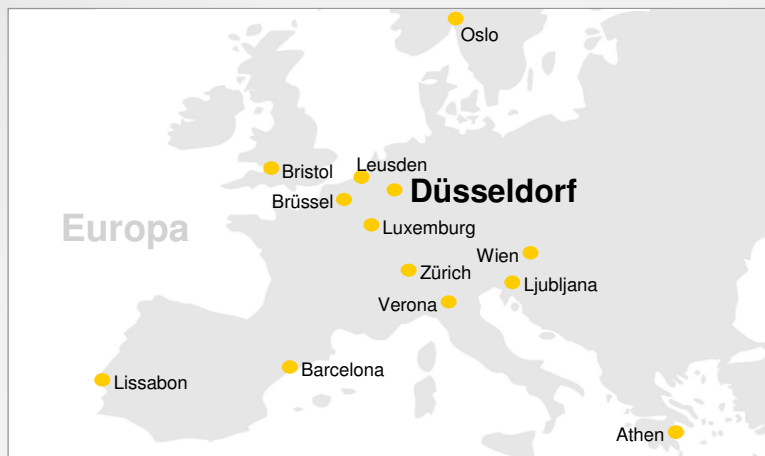 Oslo
Leusden
Bristol
Düsseldorf
Brüssel
Europa
Luxemburg
Wien
Zürich
Ljubljana
Verona
Barcelona
Lissabon
Athen